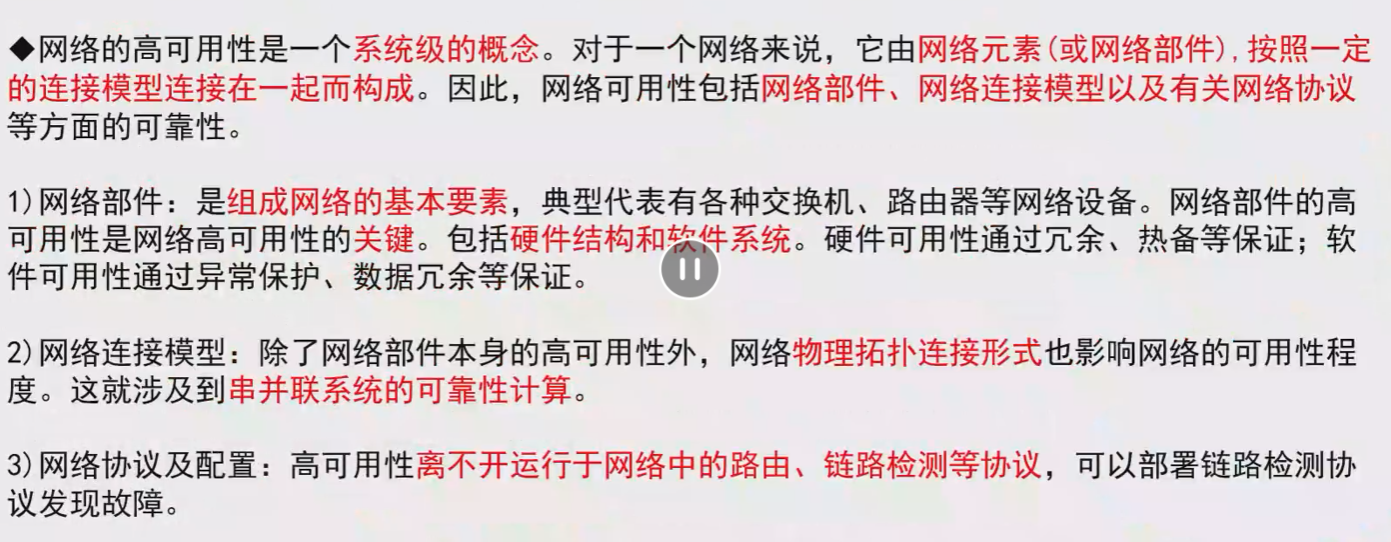 ◆网络的高可用性是一个系统级的概念。对于一个网络来说，它由网络元素(或网络部件),按照一定
的连接模型连接在一起而构成。因此，网络可用性包括网络部件、网络连接模型以及有关网络协议
等方面的可靠性。
1)网络部件：是组成网络的基本要素，典型代表有各种交换机、路由器等网络设备。网络部件的高
可用性是网络高可用性的关键。包括硬件结构和软件系统。硬件可用性通过冗余、热备等保证；软
件可用性通过异常保护、数据冗余等保证。
2)网络连接模型：除了网络部件本身的高可用性外，网络物理拓扑连接形式也影响网络的可用性程
度。这就涉及到串并联系统的可靠性计算。
3)网络协议及配置：高可用性离不开运行于网络中的路由、链路检测等协议，可以部署链路检测协
议发现故障。